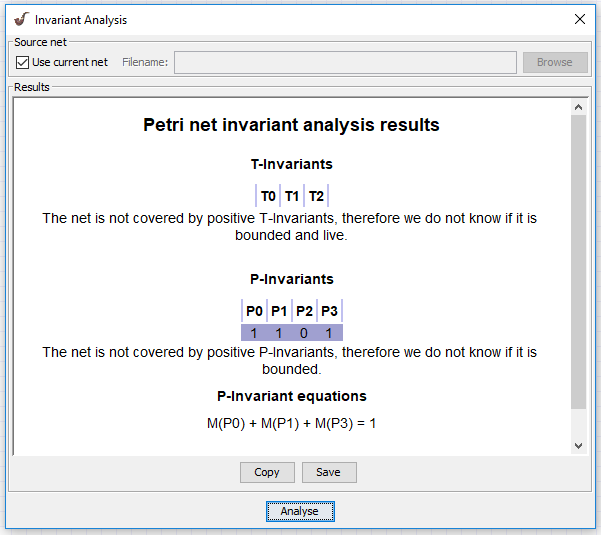 Invariant Analysis
Source net
Use current net Filename: Browse
Results
Petri net invariant analysis results
T-Invariants
T0 T1 T2
The net is not covered by positive T-Invariants, therefore we do not know if it is
bounded and live.
P-Invariants
P0 P1 P2 P3
1 1 0 1
The net is not covered by positive P-Invariants, therefore we do not know if it is
bounded.
P-Invariant equations
M(P0) + M(P1) + M(P3) = 1
Copy Save
Analyse